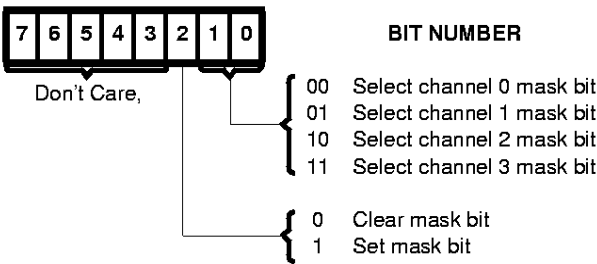 7 6 5 4 3 2 1 0 BIT NUMBER
Don't Care,
00 Select channel 0 mask bit
01 Select channel 1 mask bit
10 Select channel 2 mask bit
11 Select channel 3 mask bit
0 Clear mask bit
1 Set mask bit